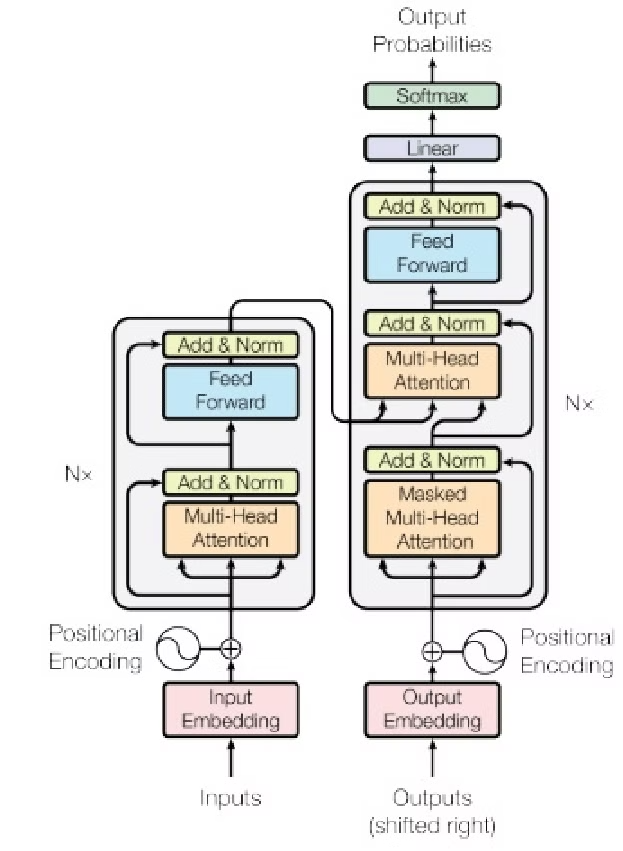 Output
Probabilities
Softmax
Linear
Add & Norm
Feed
Forward
Add & Norm
Multi-Head
Attention
Nx
Add & Norm
Masked
Multi-Head
Attention
Add & Norm
Feed
Forward
Nx
Add & Norm
Multi-Head
Attention
Positional
Encoding
Positional
Encoding
Input
Embedding
Output
Embedding
Inputs
Outputs
(shifted right)